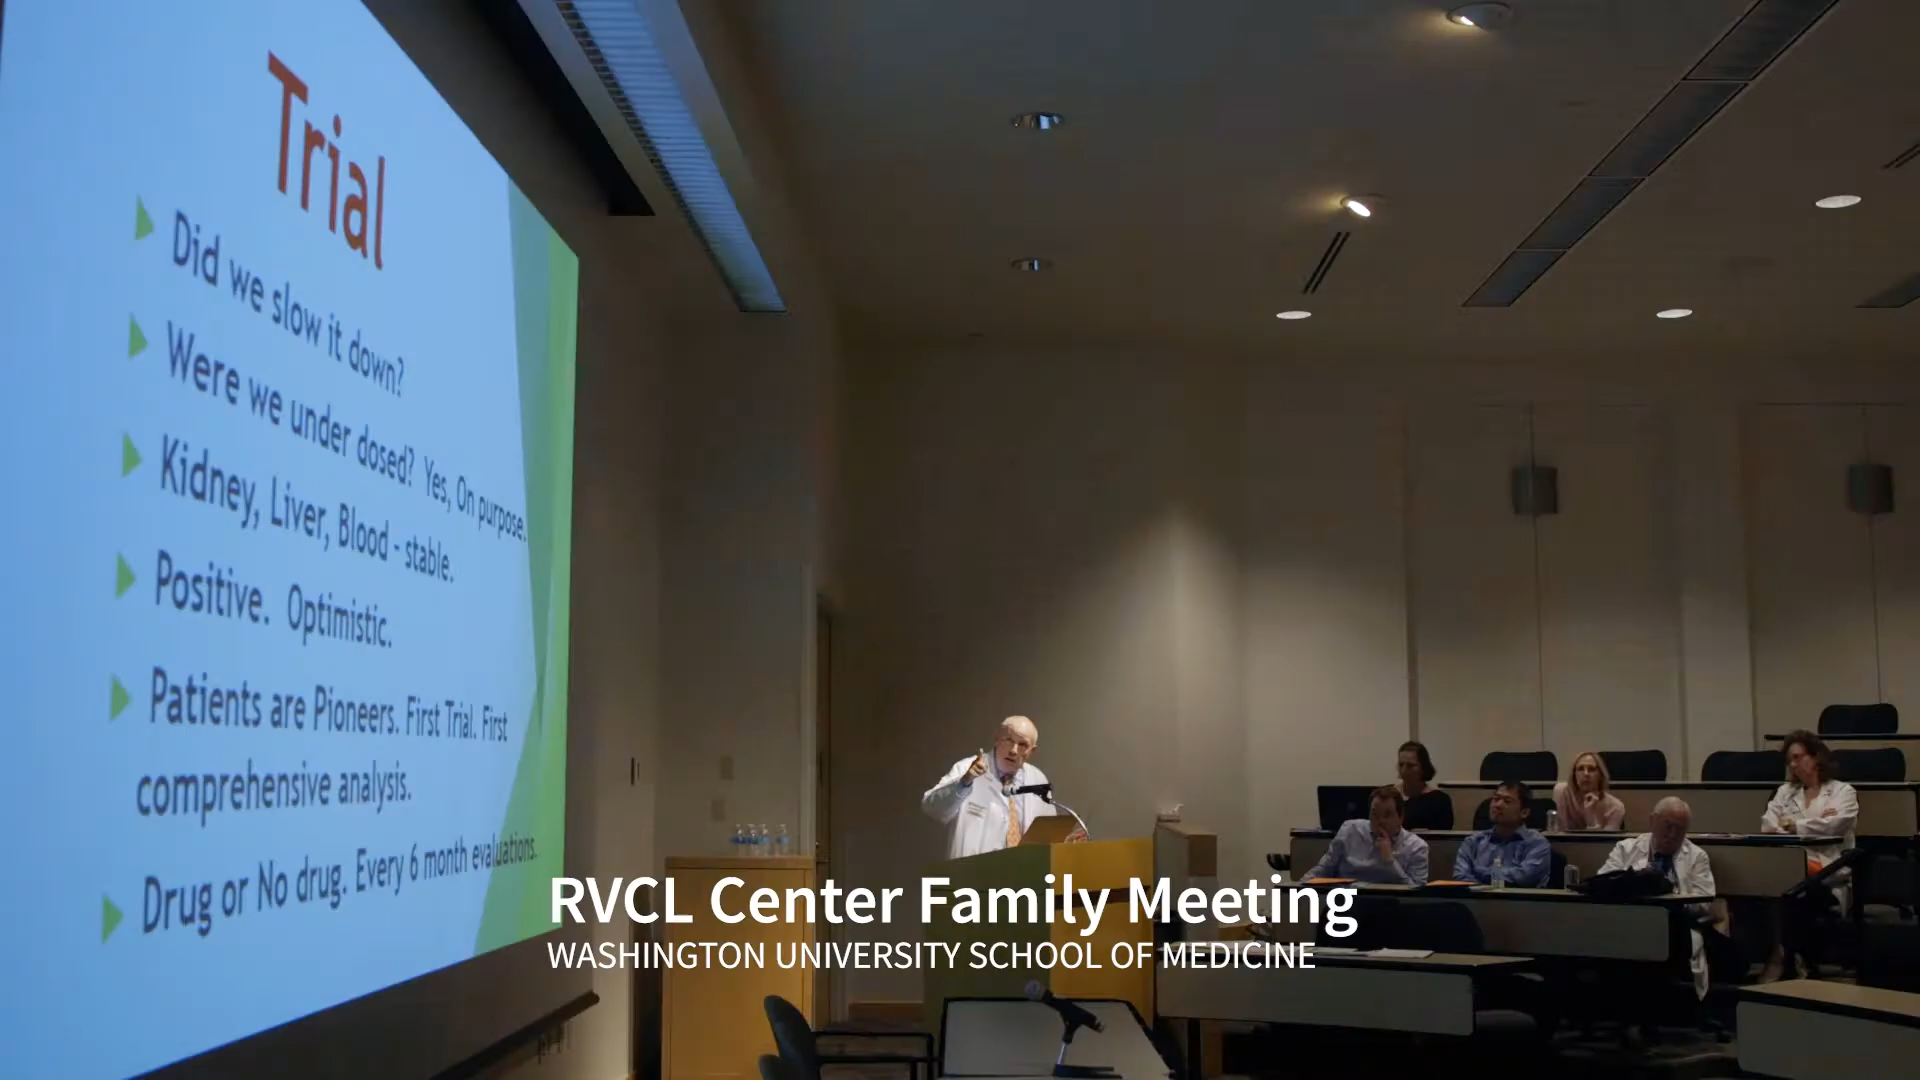 Trial
Did we slow it down?
Were we under dosed? Yes, On purpose.
Kidney, Liver, Blood - stable.
Positive. Optimistic.
Patients are Pioneers. First Trial. First
comprehensive analysis.
Drug or No drug. Every 6 month evaluations.
RVCL Center Family Meeting
WASHINGTON UNIVERSITY SCHOOL OF MEDICINE